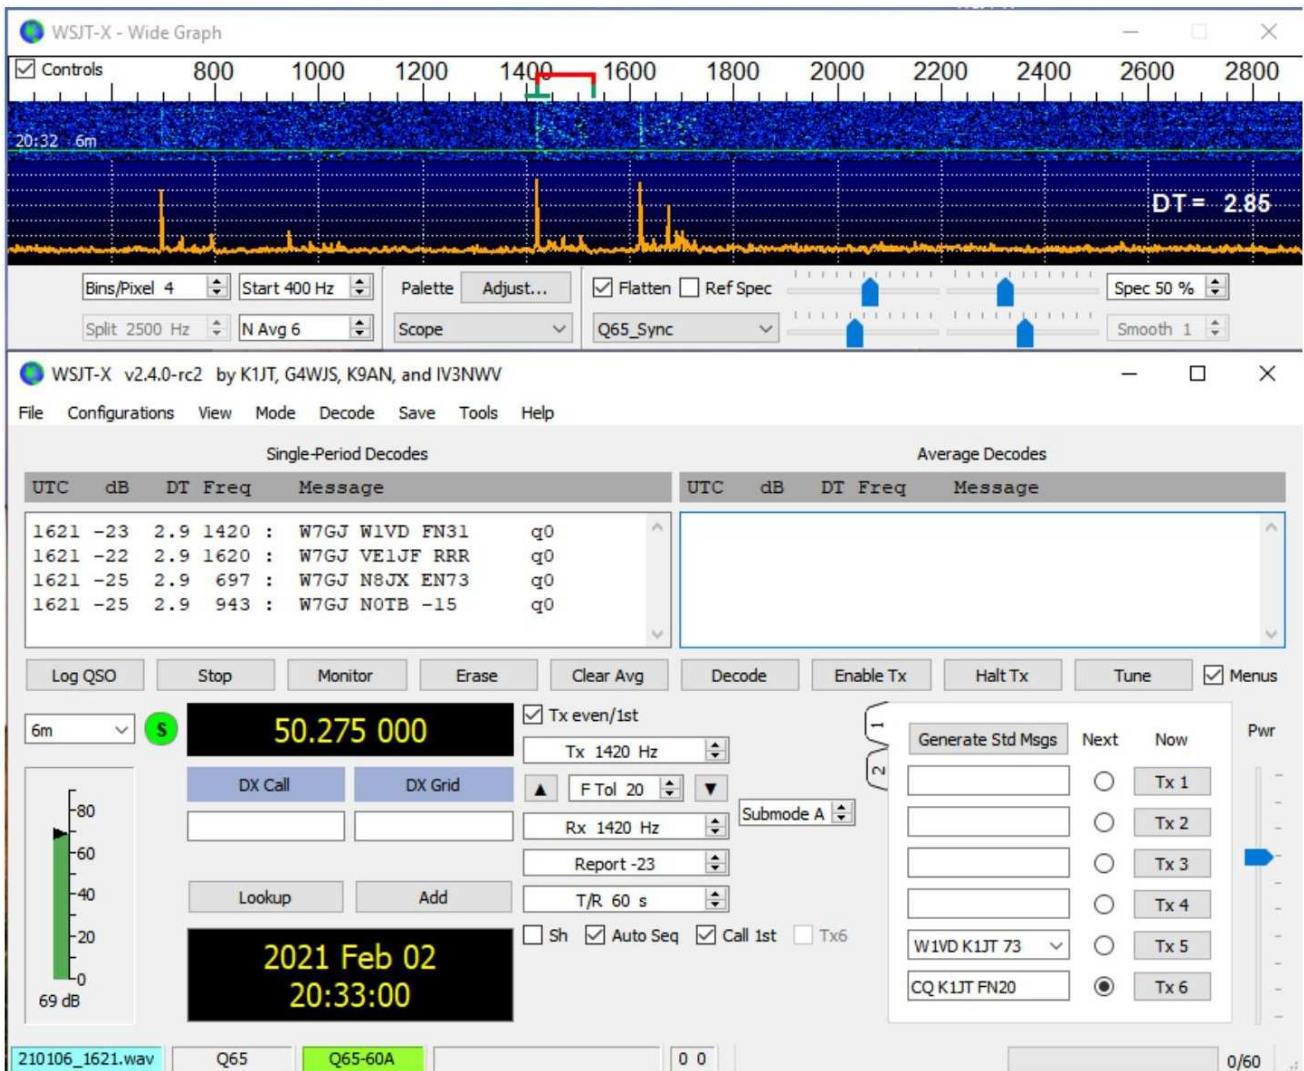 WSJT-X - Wide Graph
Controls 800 1000 1200 1400 1600 1800 2000 2200 2400 2600 2800
20:32 6m
DT = 2.85
Bins/Pixel 4 Start 400 Hz Palette Adjust... Flatten Ref Spec Spec 50 %
Split 2500 Hz N Avg 6 Scope Q65_Sync Smooth 1
WSJT-X v2.4.0-rc2 by K1JT, G4WJS, K9AN, and IV3NWV
File Configurations View Mode Decode Save Tools Help
Single-Period Decodes Average Decodes
UTC dB DT Freq Message UTC dB DT Freq Message
1621 -23 2.9 1420 : W7GJ W1VD FN31 q0
1621 -22 2.9 1620 : W7GJ VE1JF RRR q0
1621 -25 2.9 697 : W7GJ N8JX EN73 q0
1621 -25 2.9 943 : W7GJ N0TB -15 q0
Log QSO Stop Monitor Erase Clear Avg Decode Enable Tx Halt Tx Tune Menus
6m S 50.275 000 Tx even/1st 1 Generate Std Msgs Next Now Pwr
Tx 1420 Hz
DX Call DX Grid F Tol 20 2 Tx 1
-80 Submode A
Rx 1420 Hz Tx 2
-60 Report -23 Tx 3
-40 Lookup Add T/R 60 s Tx 4
-20 Sh Auto Seq Call 1st Tx6 W1VD K1JT 73 Tx 5
2021 Feb 02
-0 20:33:00 CQ K1JT FN20 Tx 6
69 dB
210106_1621.wav Q65 Q65-60A 0 0 0/60